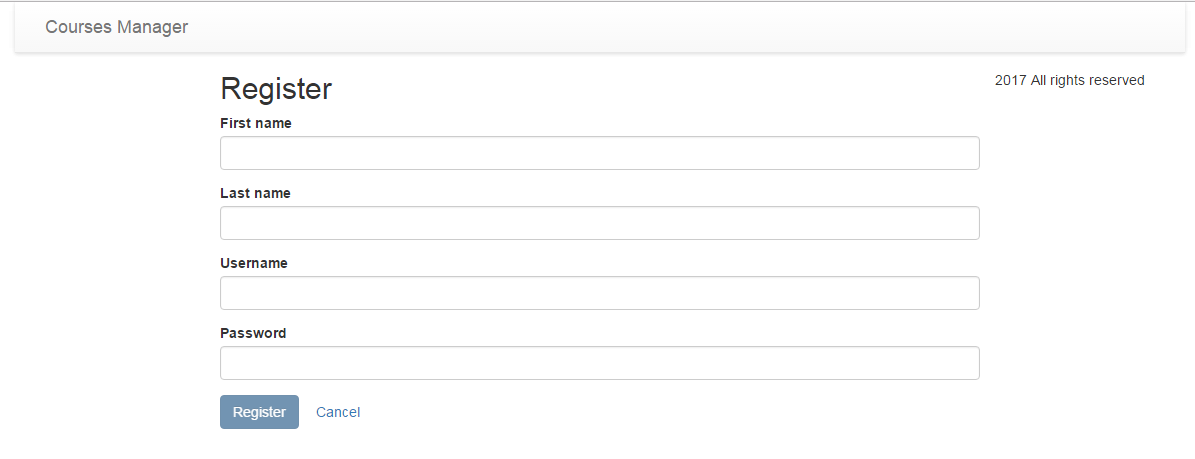 Courses Manager
Register
2017 All rights reserved
First name
Last name
Username
Password
Register Cancel